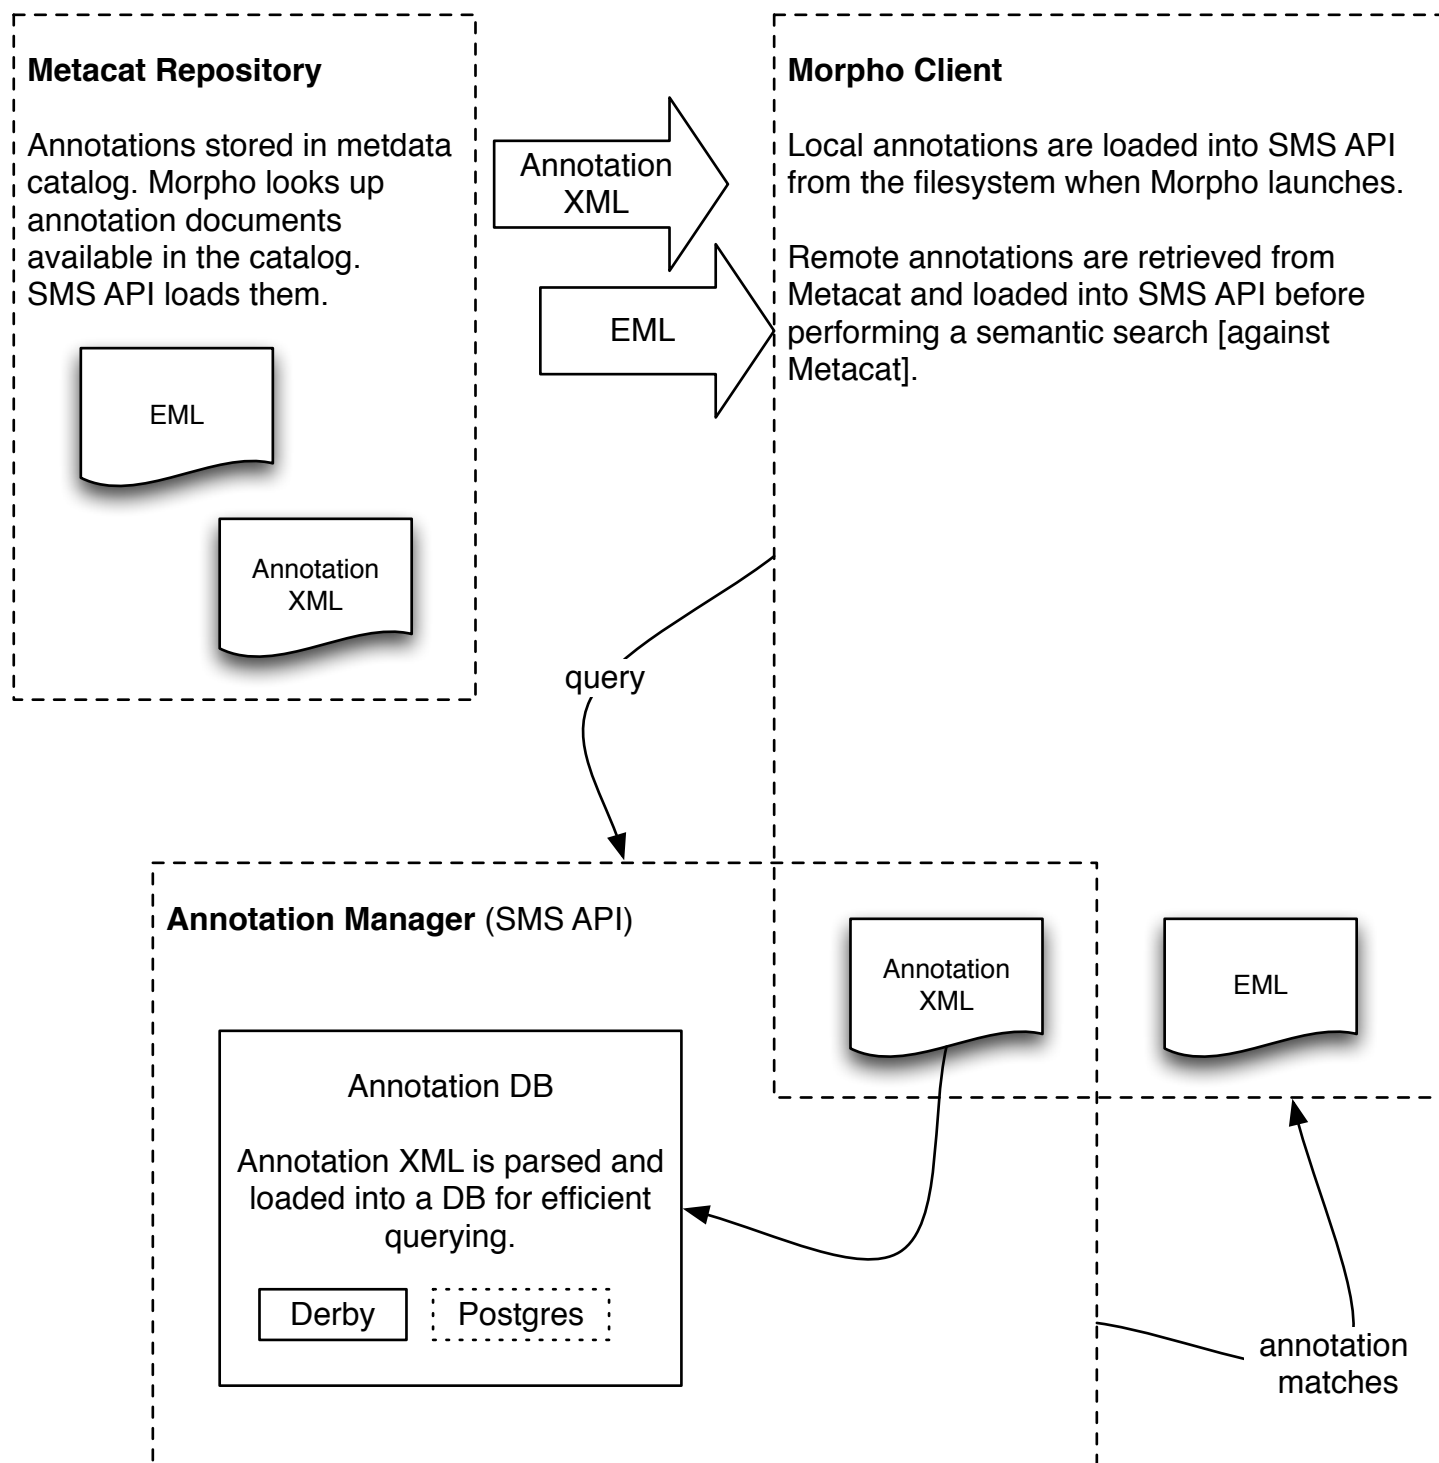 Metacat Repository
Annotations stored in metdata
catalog. Morpho looks up
annotation documents
available in the catalog.
SMS API loads them.
EML
Annotation
XML
Annotation
XML
EML
Morpho Client
Local annotations are loaded into SMS API
from the filesystem when Morpho launches.
Remote annotations are retrieved from
Metacat and loaded into SMS API before
performing a semantic search [against
Metacat].
query
Annotation Manager (SMS API)
Annotation
XML
EML
Annotation DB
Annotation XML is parsed and
loaded into a DB for efficient
querying.
Derby
Postgres
annotation
matches